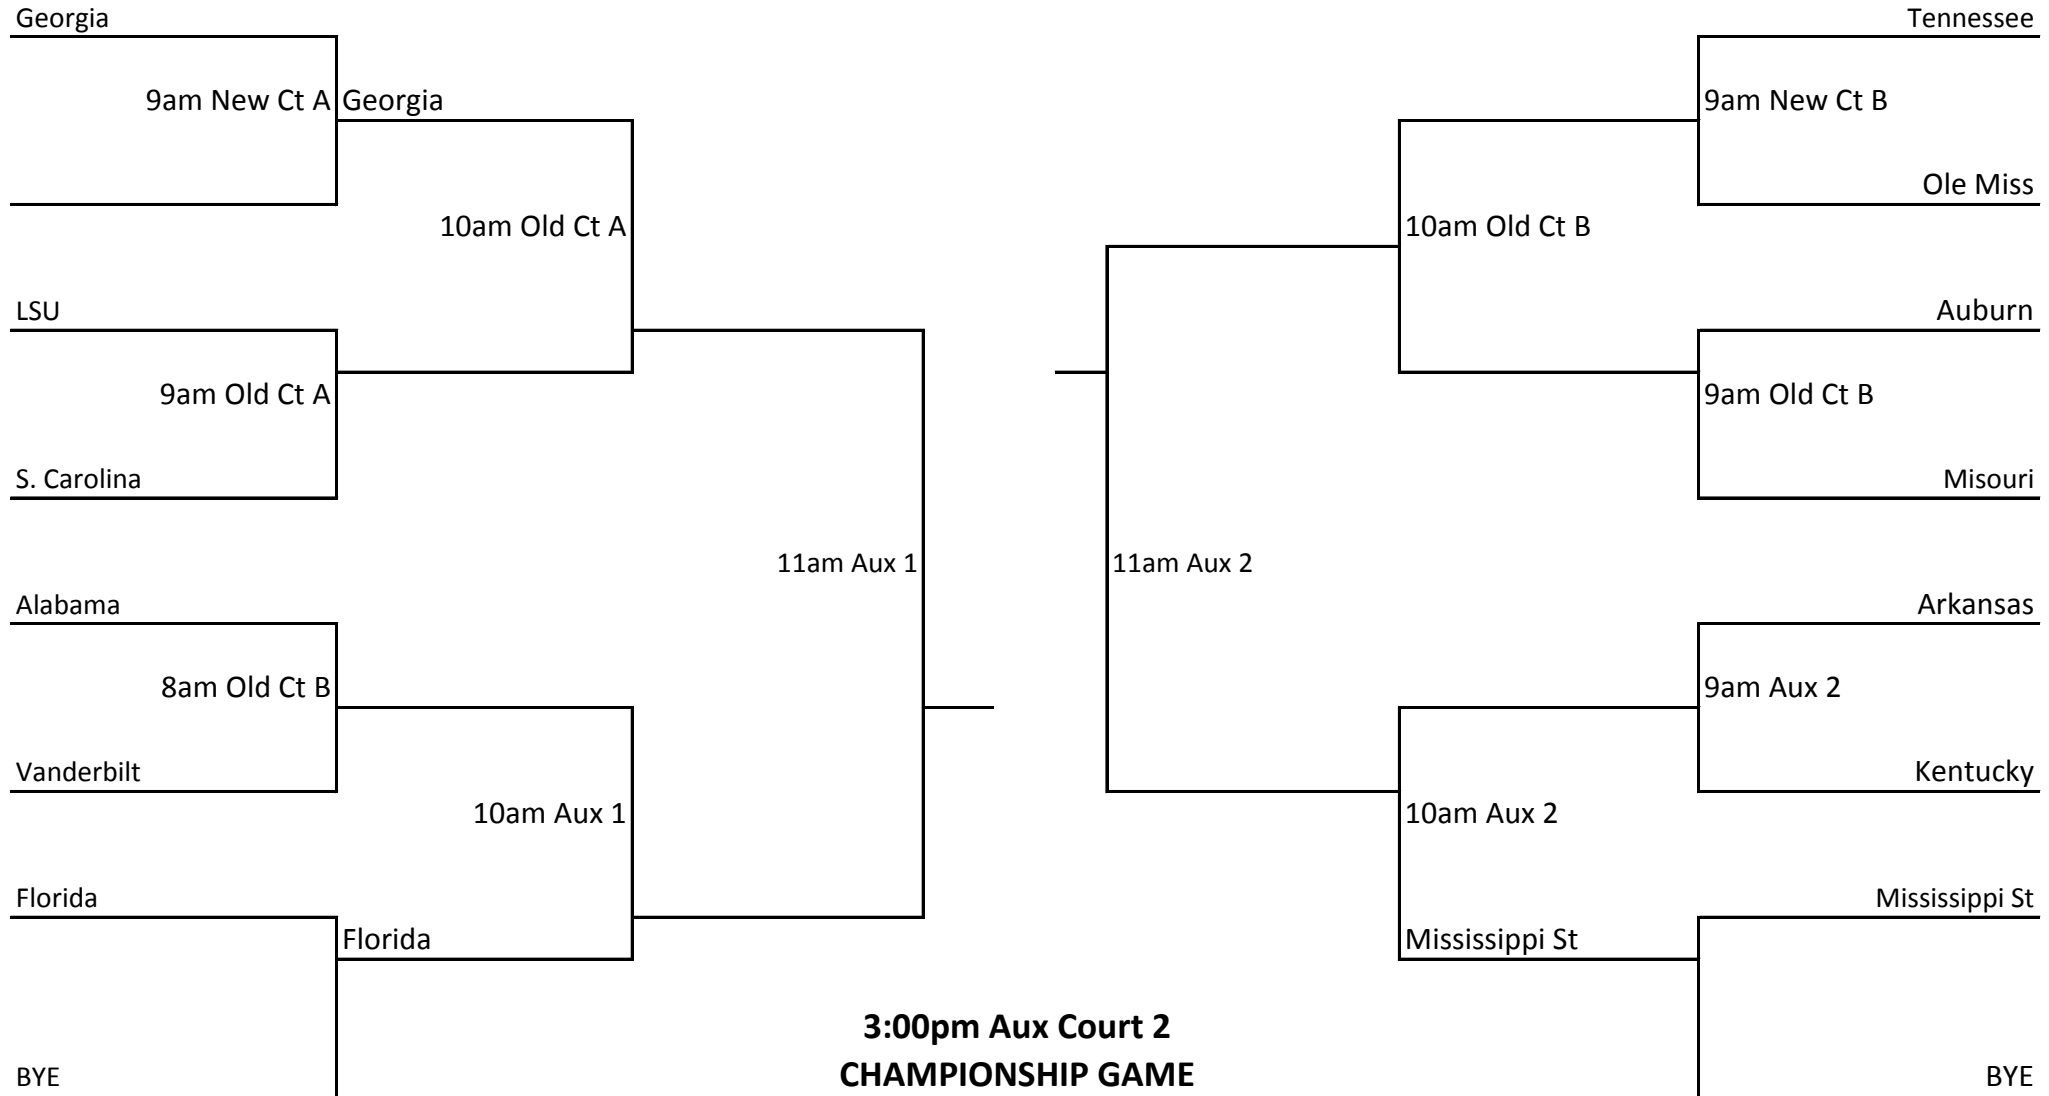 Georgia
Tennessee
9am New Ct A
Georgia
9am New Ct B
Ole Miss
10am Old Ct A
10am Old Ct B
LSU
Auburn
9am Old Ct A
9am Old Ct B
S. Carolina
Misouri
11am Aux 1
11am Aux 2
Alabama
Arkansas
8am Old Ct B
9am Aux 2
Vanderbilt
Kentucky
10am Aux 1
10am Aux 2
Florida
Mississippi St
Florida
Mississippi St
3:00pm Aux Court 2
CHAMPIONSHIP GAME
BYE
BYE